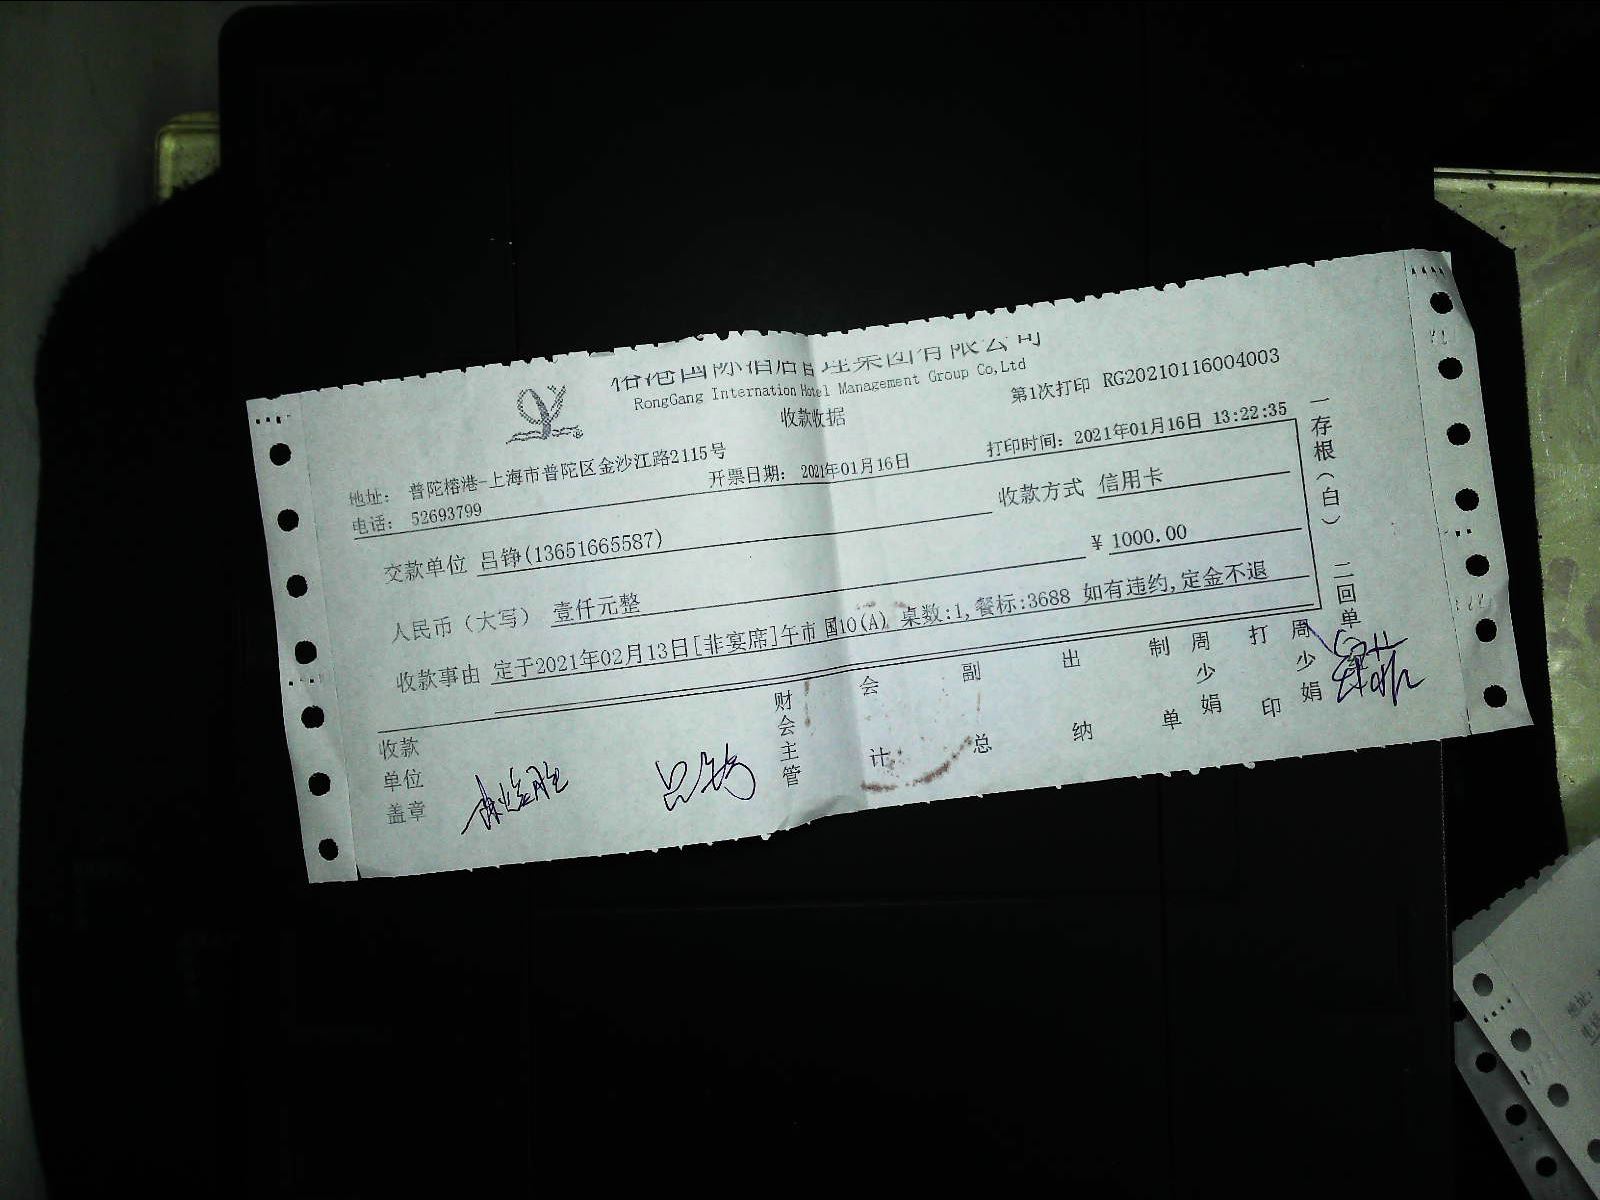 榕港国际酒店管理集团有限公司
RongGang Internation Hotel Management Group Co,Ltd
收款收据
第1次打印 RG20210116004003
地址： 普陀榕港-上海市普陀区金沙江路2115号
电话： 52693799
开票日期： 2021年01月16日
打印时间：2021年01月16日 13:22:35
交款单位 吕铮(13651665587)
收款方式 信用卡
人民币（大写） 壹仟元整
￥ 1000.00
收款事由 定于2021年02月13日[非宴席]午市 国10(A) 桌数:1, 餐标:3688 如有违约, 定金不退
收款单位盖章
财会主管
会计
副总
出纳
制单
周少娟
打印
周少娟
一存根（白） 二回单